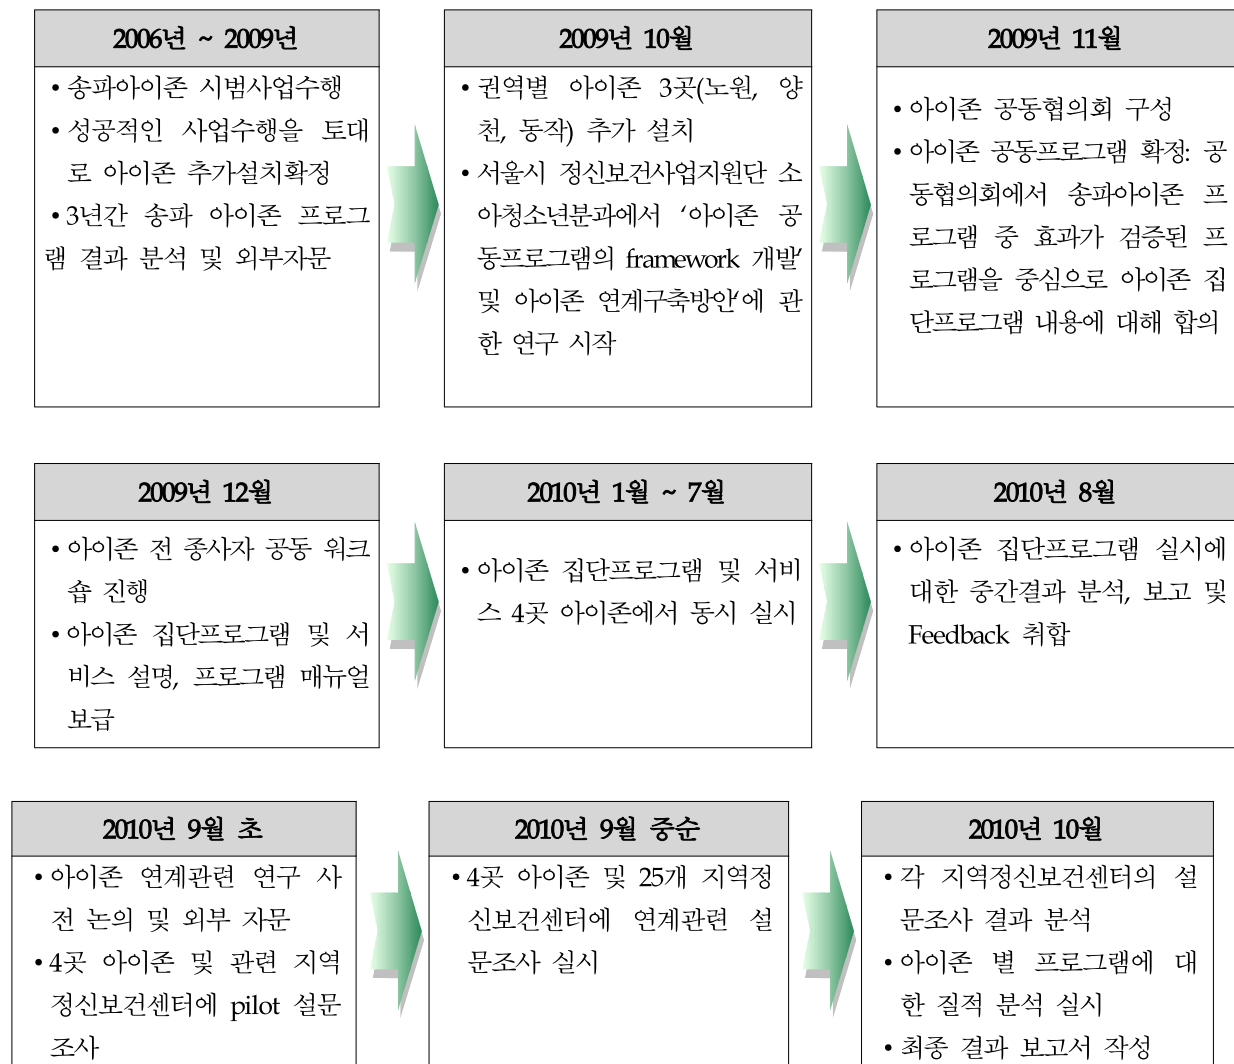 2006년 ~ 2009년
• 송파아이존 시범사업수행
• 성공적인 사업수행을 토대
로 아이존 추가설치확정
• 3년간 송파 아이존 프로그
램 결과 분석 및 외부자문
2009년 10월
• 권역별 아이존 3곳(노원, 양
천, 동작) 추가 설치
• 서울시 정신보건사업지원단 소
아청소년분과에서 ‘아이존 공
동프로그램의 framework 개발’
및 아이존 연계구축방안‘에 관
한 연구 시작
2009년 11월
• 아이존 공동협의회 구성
• 아이존 공동프로그램 확정: 공
동협의회에서 송파아이존 프
로그램 중 효과가 검증된 프
로그램을 중심으로 아이존 집
단프로그램 내용에 대해 합의
2009년 12월
• 아이존 전 종사자 공동 워크
숍 진행
• 아이존 집단프로그램 및 서
비스 설명, 프로그램 매뉴얼
보급
2010년 1월 ~ 7월
• 아이존 집단프로그램 및 서비
스 4곳 아이존에서 동시 실시
2010년 8월
• 아이존 집단프로그램 실시에
대한 중간결과 분석, 보고 및
Feedback 취합
2010년 9월 초
• 아이존 연계관련 연구 사
전 논의 및 외부 자문
• 4곳 아이존 및 관련 지역
정신보건센터에 pilot 설문
조사
2010년 9월 중순
• 4곳 아이존 및 25개 지역정
신보건센터에 연계관련 설
문조사 실시
2010년 10월
• 각 지역정신보건센터의 설
문조사 결과 분석
• 아이존 별 프로그램에 대
한 질적 분석 실시
• 최종 결과 보고서 작성